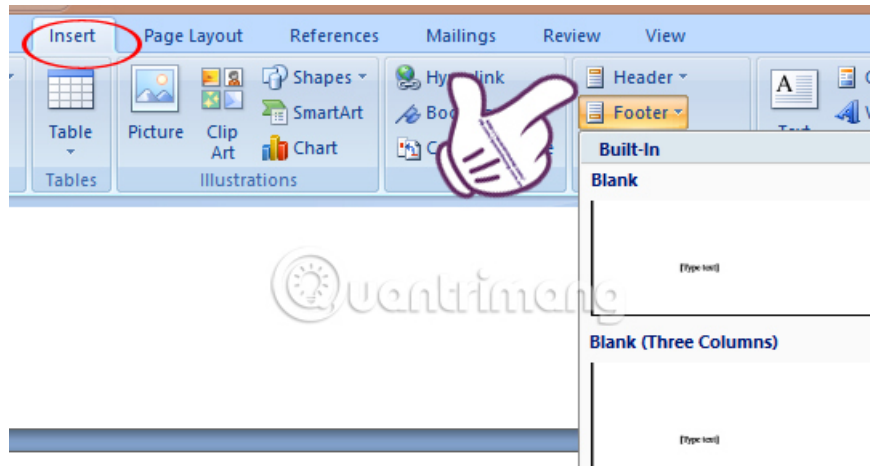 Insert Page Layout References Mailings Review View
Table
Picture
Clip
Art
Shapes
SmartArt
Chart
Header
Footer
A
Tables
Illustrations
Built-In
Blank
[Type text]
Quantrimang
Blank (Three Columns)
[Type text]